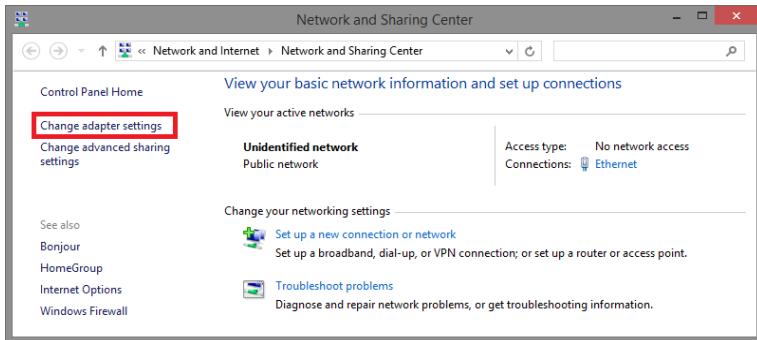 Network and Sharing Center
« Network and Internet Network and Sharing Center
Control Panel Home
Change adapter settings
Change advanced sharing
settings
See also
Bonjour
HomeGroup
Internet Options
Windows Firewall
View your basic network information and set up connections
View your active networks
Unidentified network
Public network
Access type: No network access
Connections: Ethernet
Change your networking settings
Set up a new connection or network
Set up a broadband, dial-up, or VPN connection; or set up a router or access point.
Troubleshoot problems
Diagnose and repair network problems, or get troubleshooting information.